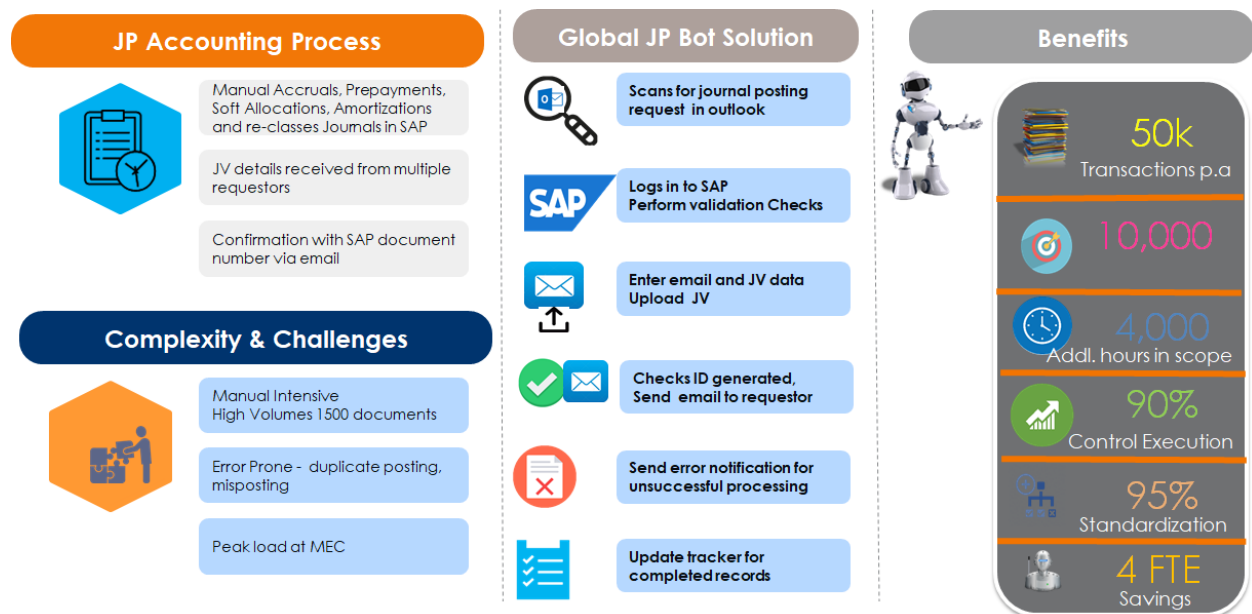 JP Accounting Process
Manual Accruals, Prepayments,
Soft Allocations, Amortizations
and re-classes Journals in SAP
JV details received from multiple
requestors
Confirmation with SAP document
number via email
Complexity & Challenges
Manual Intensive
High Volumes 1500 documents
Error Prone - duplicate posting,
misposting
Peak load at MEC
Global JP Bot Solution
Scans for journal posting
request in outlook
SAP
Logs in to SAP
Perform validation Checks
Enter email and JV data
Upload JV
Checks ID generated,
Send email to requestor
Send error notification for
unsuccessful processing
Update tracker for
completed records
Benefits
50k
Transactions p.a
10,000
4,000
Addl. hours in scope
90%
Control Execution
95%
Standardization
4 FTE
Savings